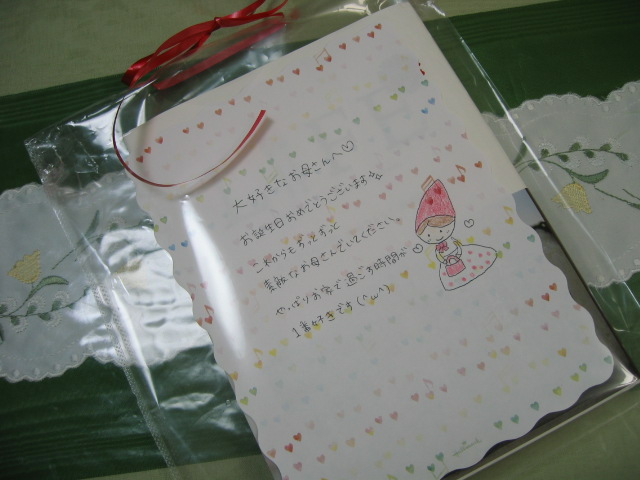 大好きなお母さんへ♡
お誕生日おめでとうございます☆☆
これからもずっとずっと
素敵なお母さんでいてください。
やっぱりお家で過ごす時間が
1番好きです(^ω^)